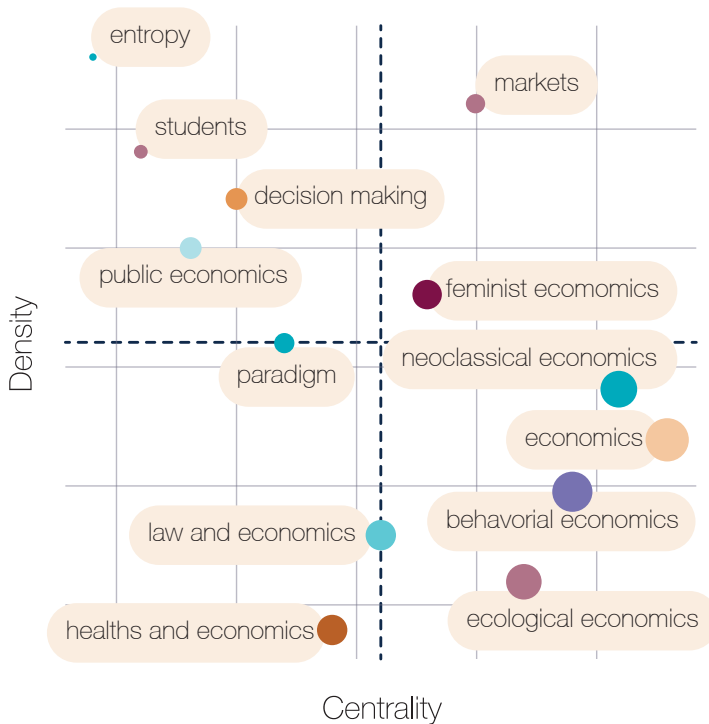 entropy
markets
students
decision making
public economics
feminist ecomomics
neoclassical economics
paradigm
economics
law and economics
behavorial economics
ecological economics
healths and economics
Density
Centrality